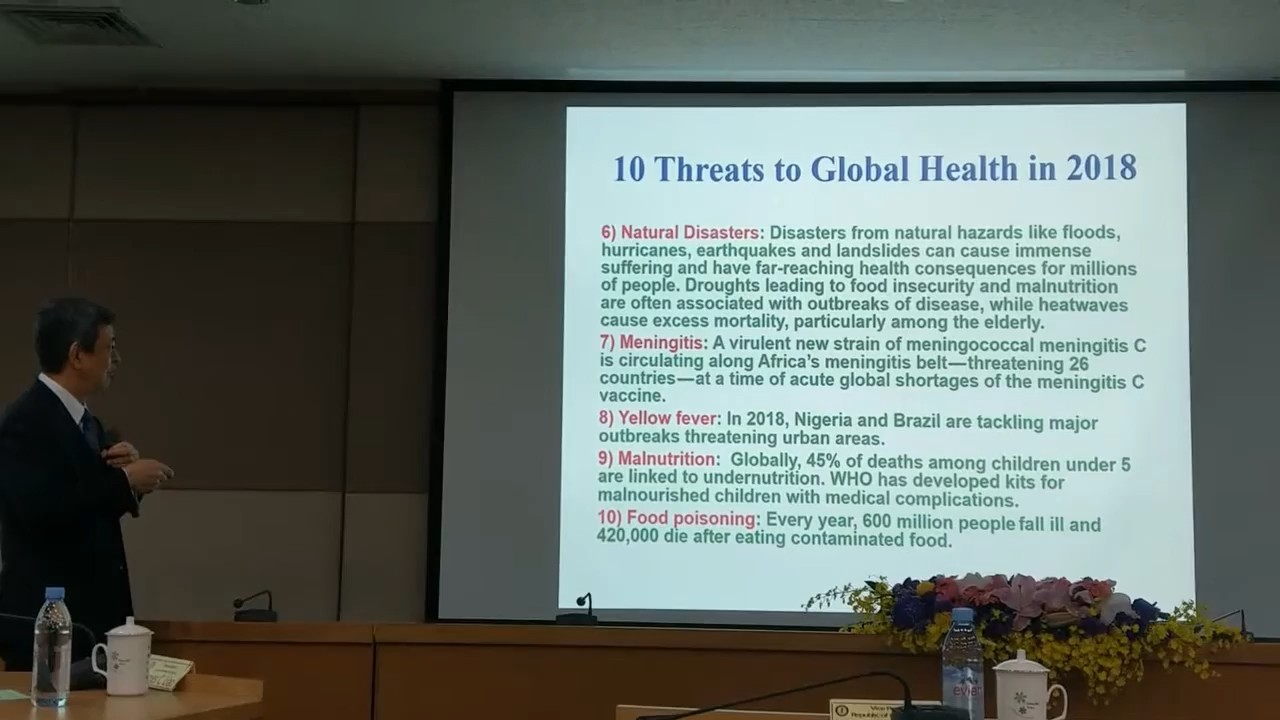 10 Threats to Global Health in 2018
6) Natural Disasters: Disasters from natural hazards like floods,
hurricanes, earthquakes and landslides can cause immense
suffering and have far-reaching health consequences for millions
of people. Droughts leading to food insecurity and malnutrition
are often associated with outbreaks of disease, while heatwaves
cause excess mortality, particularly among the elderly.
7) Meningitis: A virulent new strain of meningococcal meningitis C
is circulating along Africa's meningitis belt—threatening 26
countries—at a time of acute global shortages of the meningitis C
vaccine.
8) Yellow fever: In 2018, Nigeria and Brazil are tackling major
outbreaks threatening urban areas.
9) Malnutrition: Globally, 45% of deaths among children under 5
are linked to undernutrition. WHO has developed kits for
malnourished children with medical complications.
10) Food poisoning: Every year, 600 million people fall ill and
420,000 die after eating contaminated food.
evian
Vice
Republic of